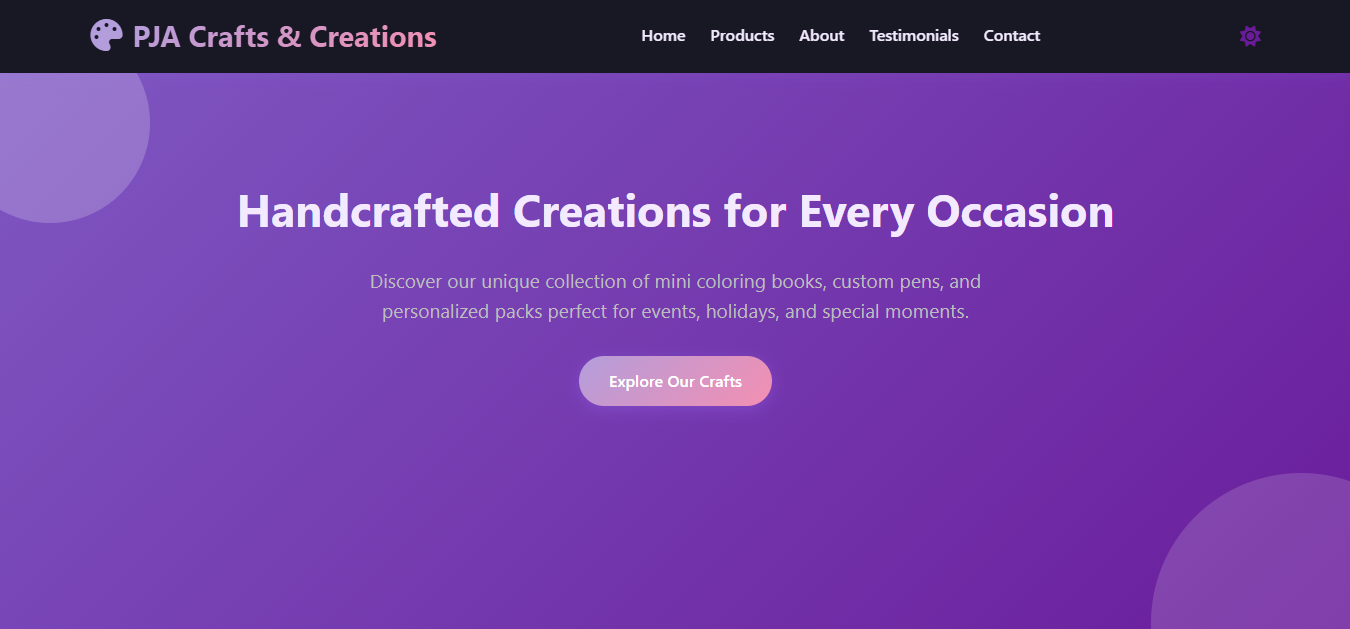 PJA Crafts & Creations
Home
Products
About
Testimonials
Contact
Handcrafted Creations for Every Occasion
Discover our unique collection of mini coloring books, custom pens, and
personalized packs perfect for events, holidays, and special moments.
Explore Our Crafts